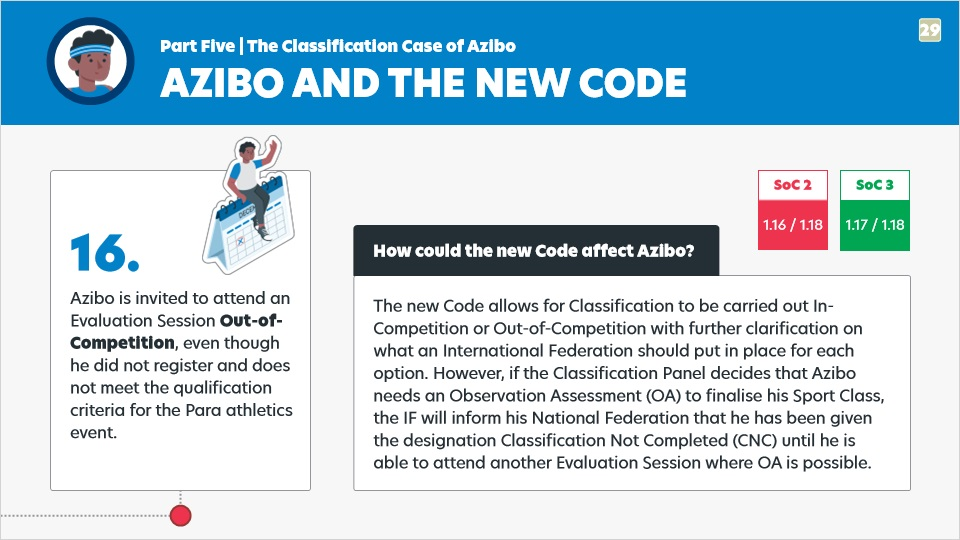 29
Part Five | The Classification Case of Azibo
AZIBO AND THE NEW CODE
16.
Azibo is invited to attend an
Evaluation Session Out-of-
Competition, even though
he did not register and does
not meet the qualification
criteria for the Para athletics
event.
SoC 2
1.16 / 1.18
SoC 3
1.17 / 1.18
How could the new Code affect Azibo?
The new Code allows for Classification to be carried out In-
Competition or Out-of-Competition with further clarification on
what an International Federation should put in place for each
option. However, if the Classification Panel decides that Azibo
needs an Observation Assessment (OA) to finalise his Sport Class,
the IF will inform his National Federation that he has been given
the designation Classification Not Completed (CNC) until he is
able to attend another Evaluation Session where OA is possible.